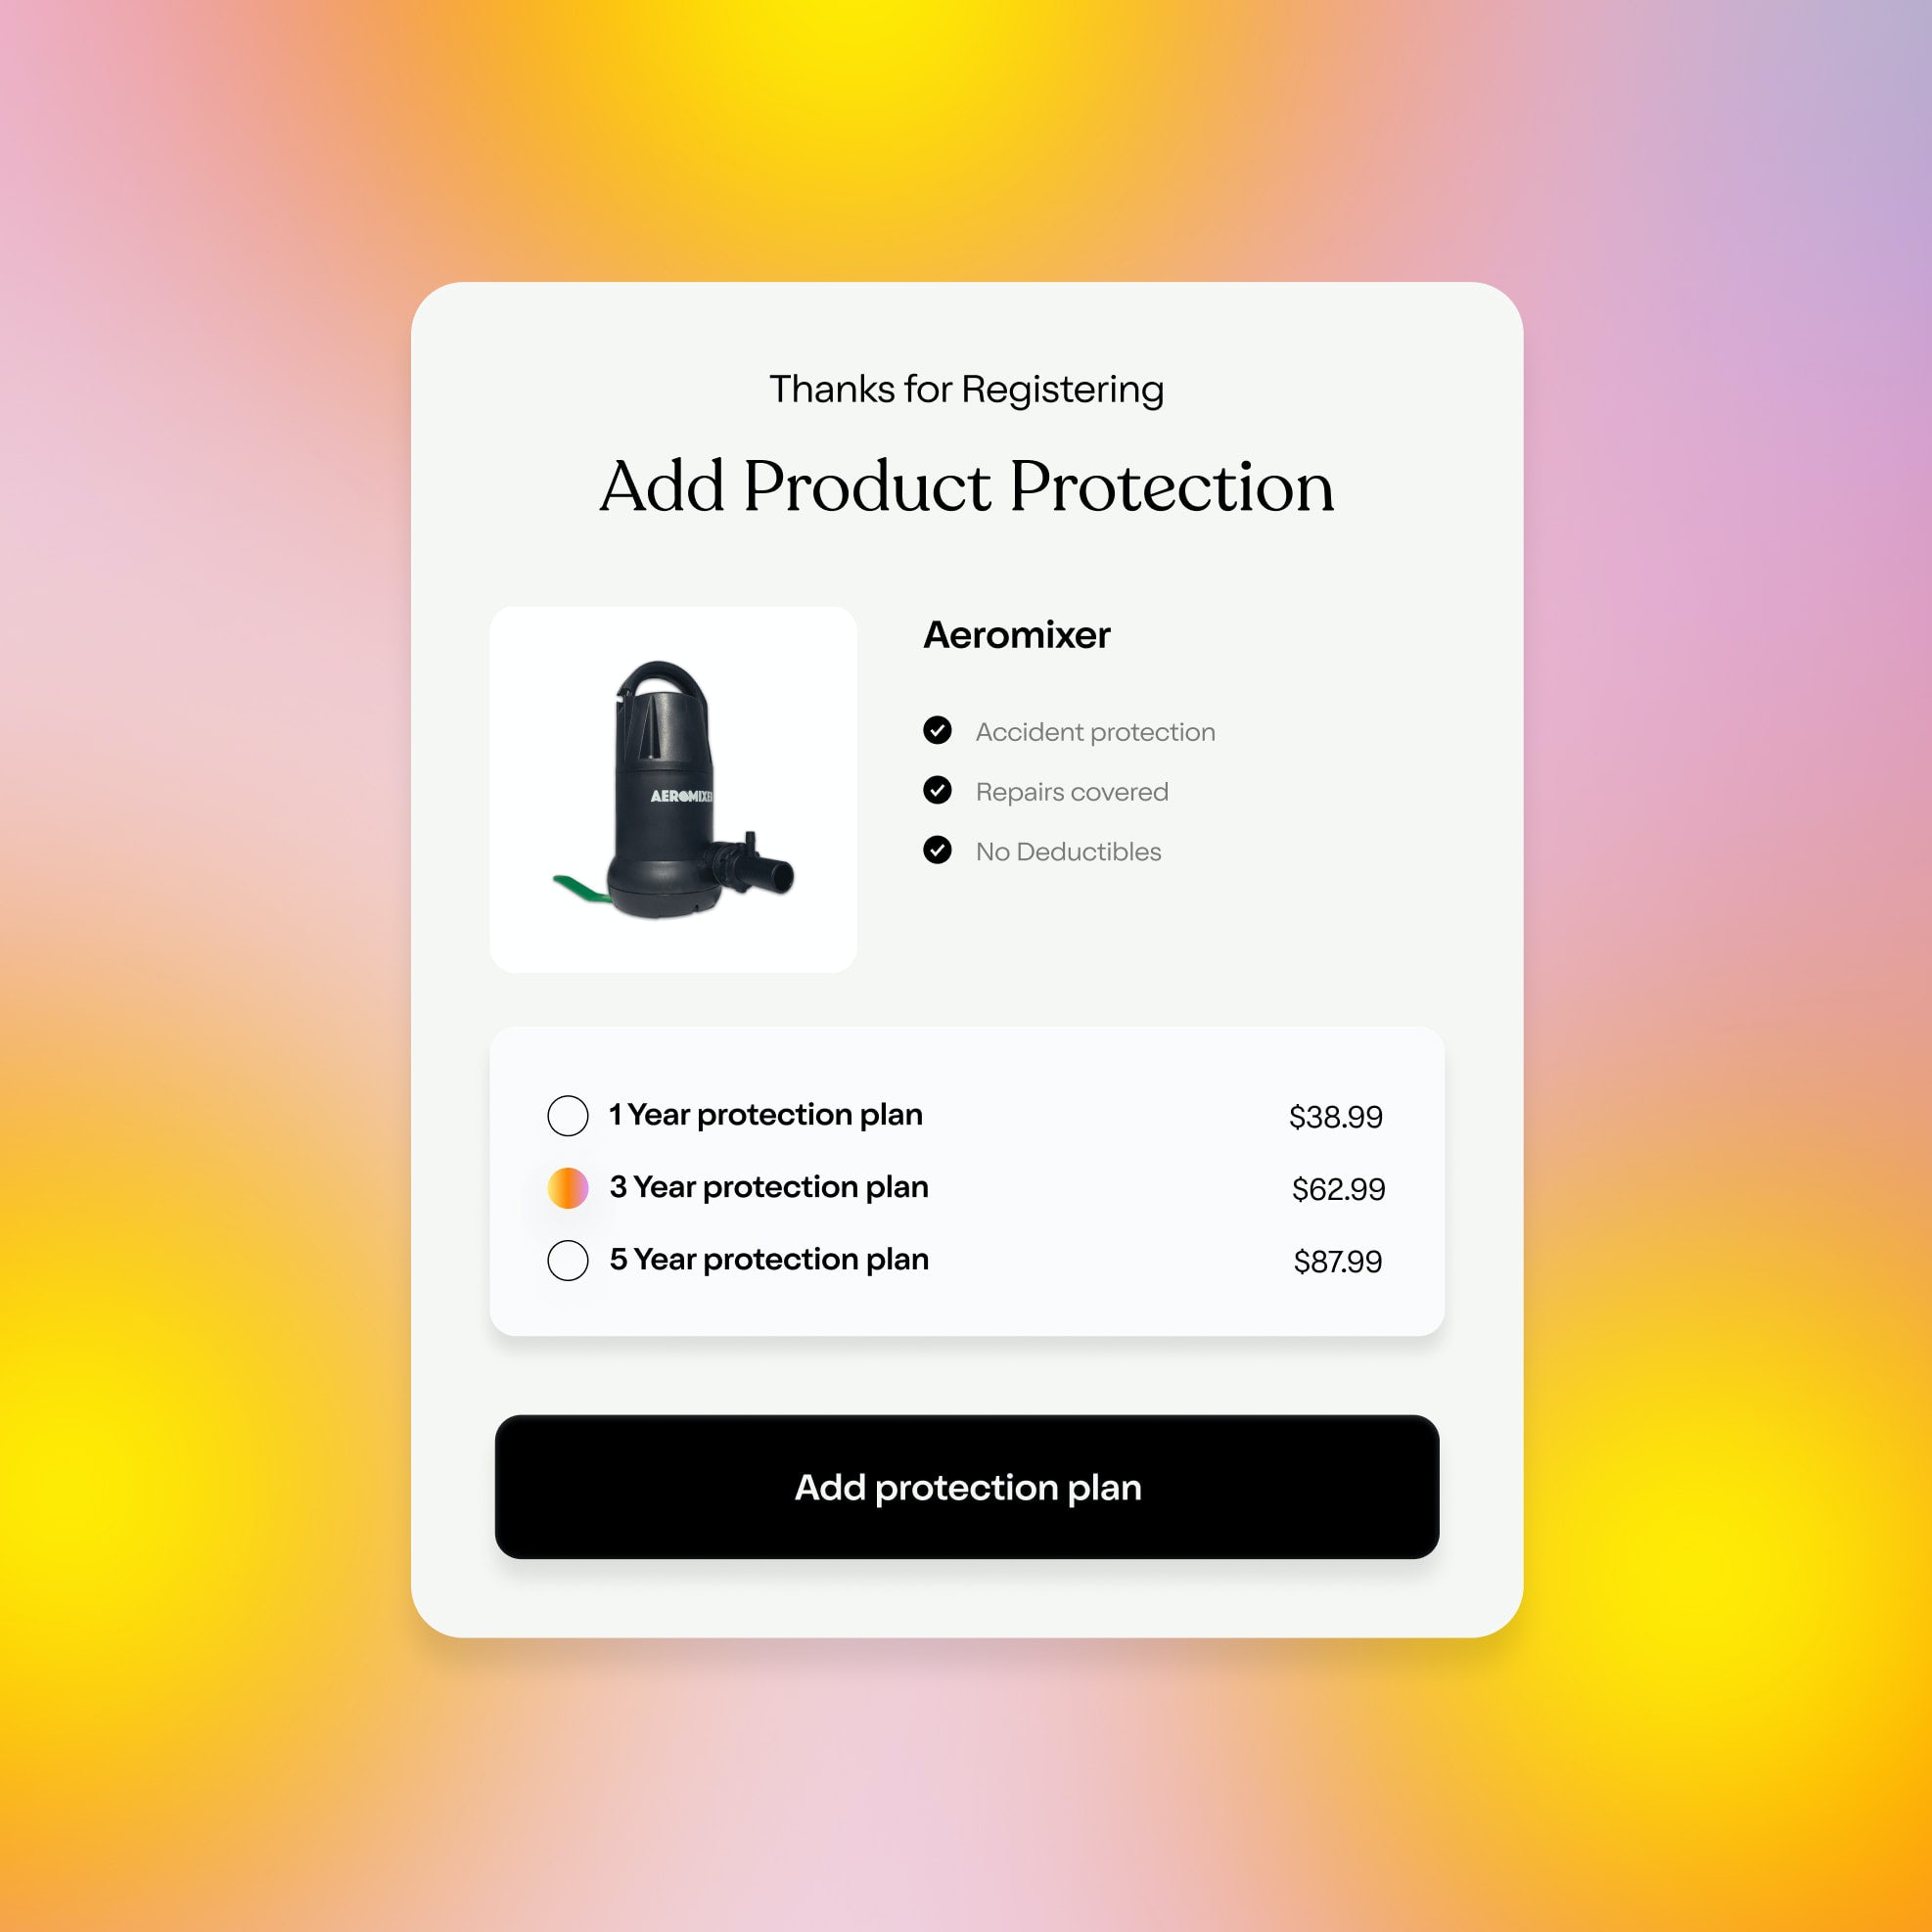 Thanks for Registering
Add Product Protection
Aeromixer
AEROMIXER
Accident protection
Repairs covered
No Deductibles
1 Year protection plan $38.99
3 Year protection plan $62.99
5 Year protection plan $87.99
Add protection plan